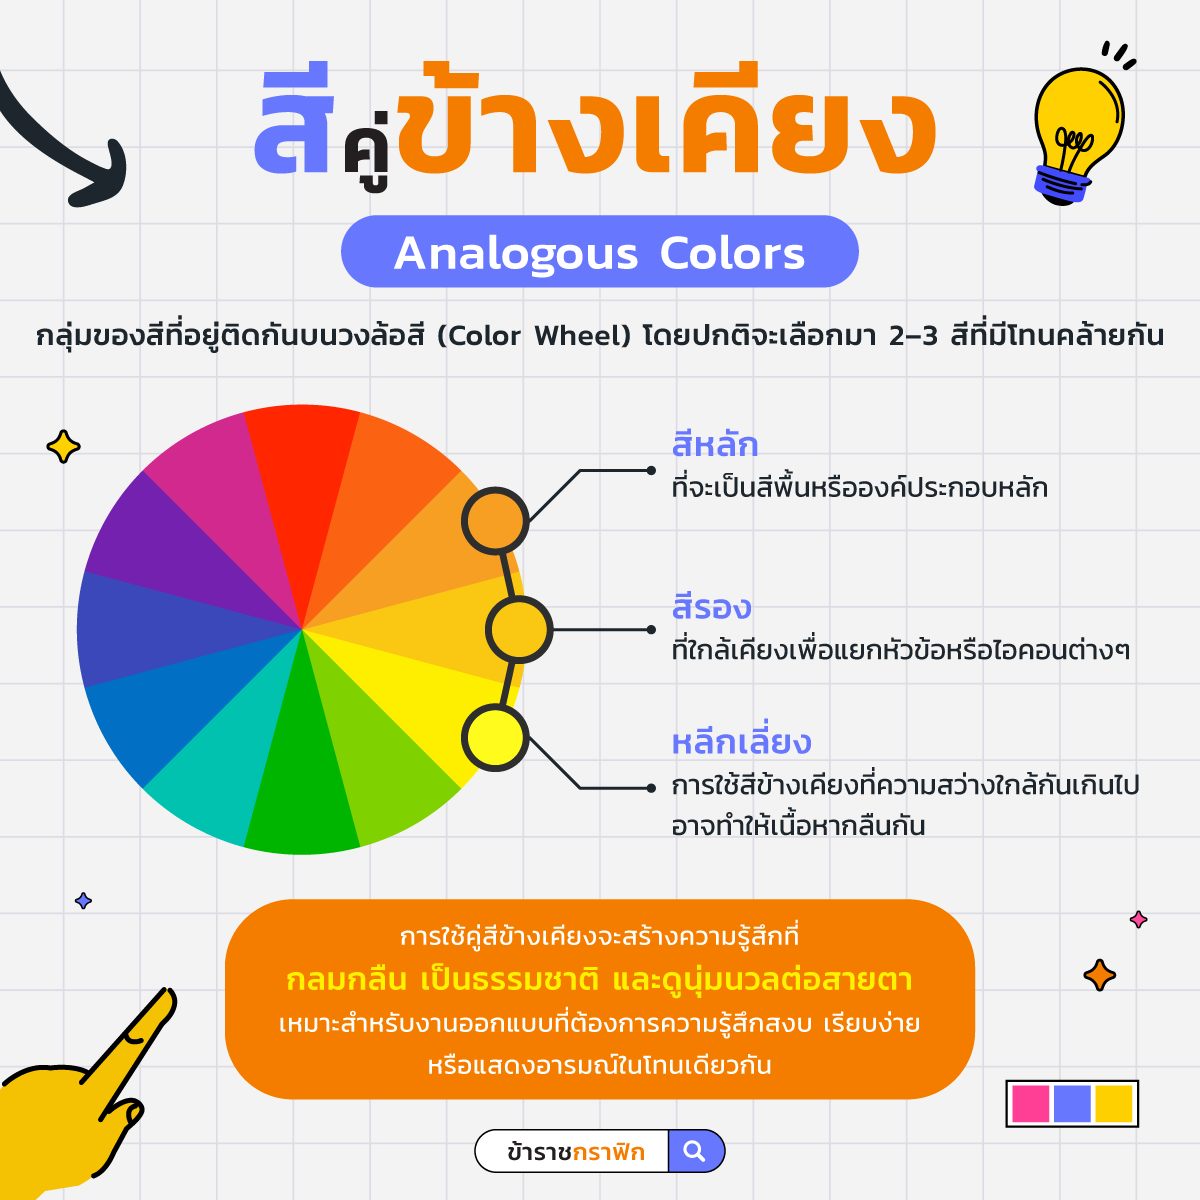 สีคู่ข้างเคียง
Analogous Colors
กลุ่มของสีที่อยู่ติดกันบนวงล้อสี (Color Wheel) โดยปกติจะเลือกมา 2–3 สีที่มีโทนคล้ายกัน
สีหลัก
ที่จะเป็นสีพื้นหรือองค์ประกอบหลัก
สีรอง
ที่ใกล้เคียงเพื่อแยกหัวข้อหรือไอคอนต่างๆ
หลีกเลี่ยง
การใช้สีข้างเคียงที่ความสว่างใกล้กันเกินไป
อาจทำให้เนื้อหากลืนกัน
การใช้คู่สีข้างเคียงจะสร้างความรู้สึกที่
กลมกลืน เป็นธรรมชาติ และดูนุ่มนวลต่อสายตา
เหมาะสำหรับงานออกแบบที่ต้องการความรู้สึกสงบ เรียบง่าย
หรือแสดงอารมณ์ในโทนเดียวกัน
ข้าราชกราฟิก